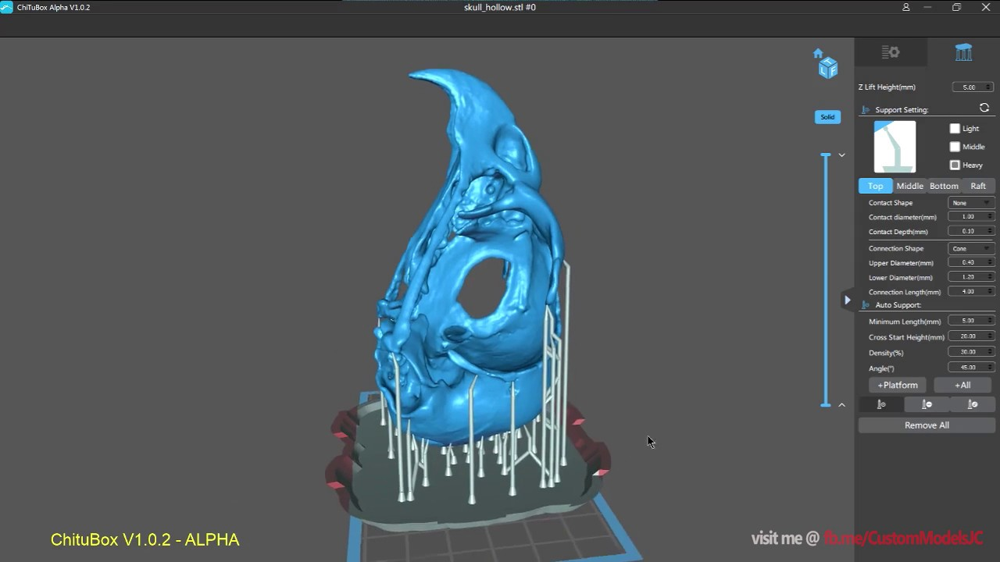 ChiTuBox Alpha V1.0.2
skull_hollow.stl #0
T
L F
Z Lift Height(mm) 5.00
Support Setting:
Solid
Light
Middle
Heavy
Top Middle Bottom Raft
Contact Shape None
Contact diameter(mm) 1.00
Contact Depth(mm) 0.10
Connection Shape Cone
Upper Diameter(mm) 0.40
Lower Diameter(mm) 1.20
Connection Length(mm) 4.00
Auto Support:
Minimum Length(mm) 5.00
Cross Start Height(mm) 20.00
Density(%) 30.00
Angle(°) 45.00
+Platform +All
Remove All
ChituBox V1.0.2 - ALPHA
visit me @ fb.me/CustomModelsJC